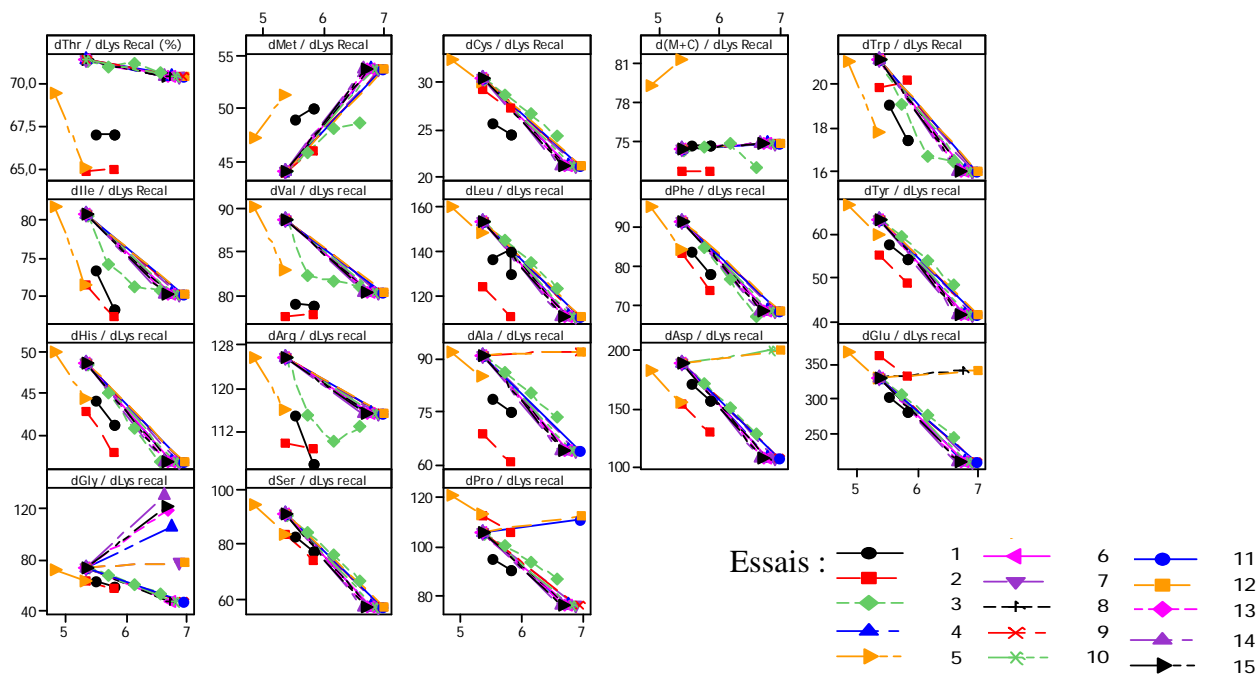 5 6 7
5 6 7
dThr / dLys Recal (%)
dMet / dLys Recal
dCys / dLys Recal
d(M+C) / dLys Recal
dTrp / dLys Recal
70,0
67,5
65,0
55
50
45
30
25
20
81
78
75
20
18
16
dIle / dLys Recal
dVal / dLys recal
dLeu / dLys recal
dPhe / dLys recal
dTyr / dLys recal
80
75
70
90
85
80
160
140
120
90
80
70
60
50
40
dHis / dLys recal
dArg / dLys recal
dAla / dLys recal
dAsp / dLys recal
dGlu / dLys recal
50
45
40
128
120
112
90
75
60
200
150
100
350
300
250
dGly / dLys recal
dSer / dLys recal
dPro / dLys recal
5 6 7
120
80
40
100
80
60
120
100
80
5 6 7
5 6 7
Essais :
1 6 11
2 7 12
3 8 13
4 9 14
5 10 15